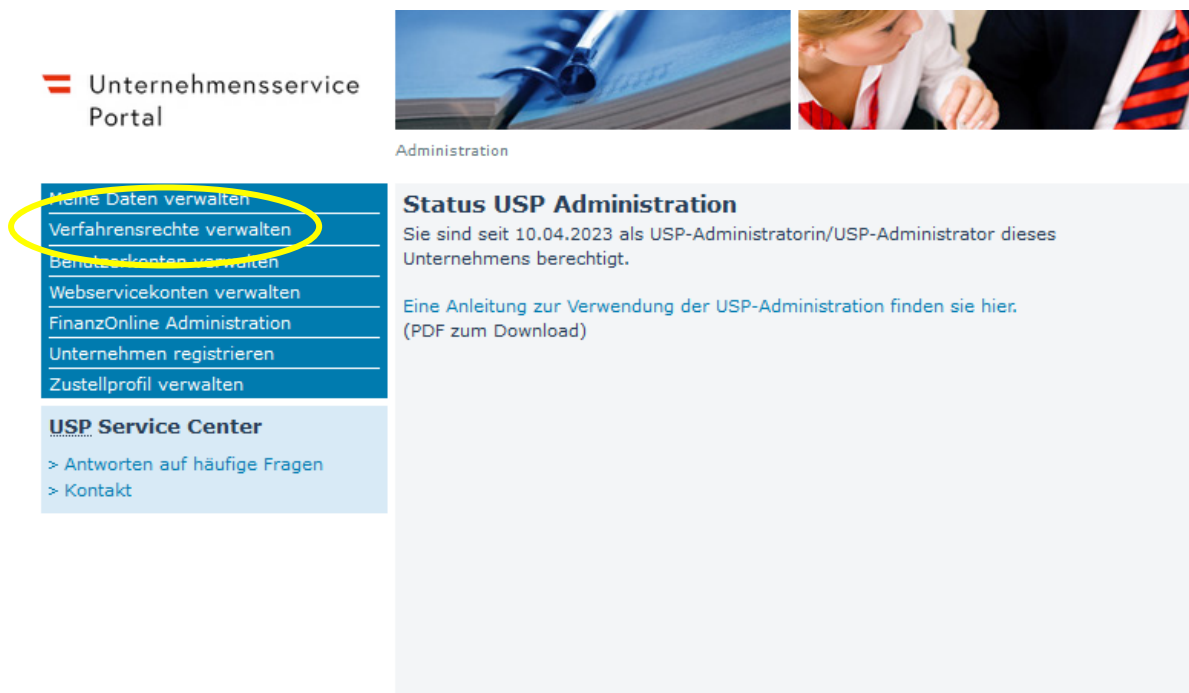 Unternehmensservice
Portal
Administration
Meine Daten verwalten
Verfahrensrechte verwalten
Benutzerkonten verwalten
Webservicekonten verwalten
FinanzOnline Administration
Unternehmen registrieren
Zustellprofil verwalten
USP Service Center
> Antworten auf häufige Fragen
> Kontakt
Status USP Administration
Sie sind seit 10.04.2023 als USP-Administratorin/USP-Administrator dieses
Unternehmens berechtigt.
Eine Anleitung zur Verwendung der USP-Administration finden sie hier.
(PDF zum Download)